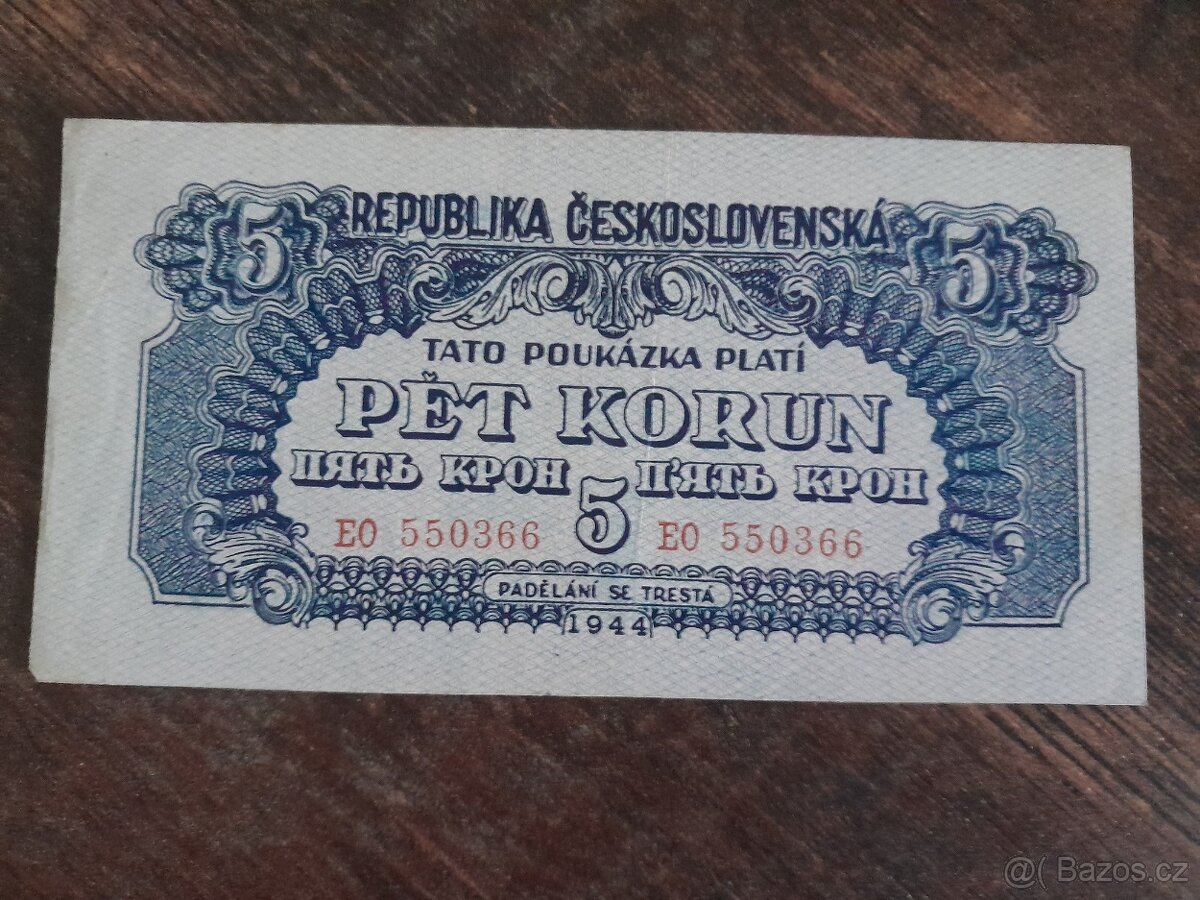 5 REPUBLIKA ČESKOSLOVENSKÁ 5
TATO POUKÁZKA PLATÍ
PĚT KORUN
ПЯТЬ КРОН 5 П'ЯТЬ КРОН
EO 550366 EO 550366
PADĚLÁNÍ SE TRESTÁ
1944
@( Bazos.cz